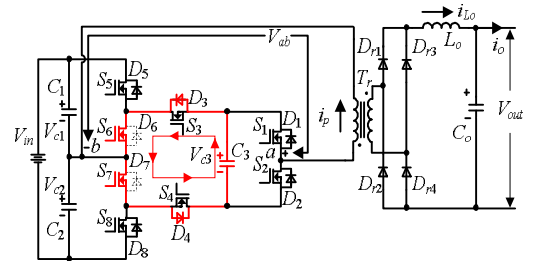 i_Lo
V_ab
D_r1
D_r3
L_o
i_o
D_5
S_5
C_1
+
V_c1
-
D_3
S_3
T_r
i_p
V_in
b
-
S_6
D_6
S_1
D_1
a
+
V_c3
+
C_3
-
S_2
D_2
C_o
+
-
V_out
D_7
S_7
V_c2
+
-
C_2
S_4
D_4
D_r2
D_r4
S_8
D_8